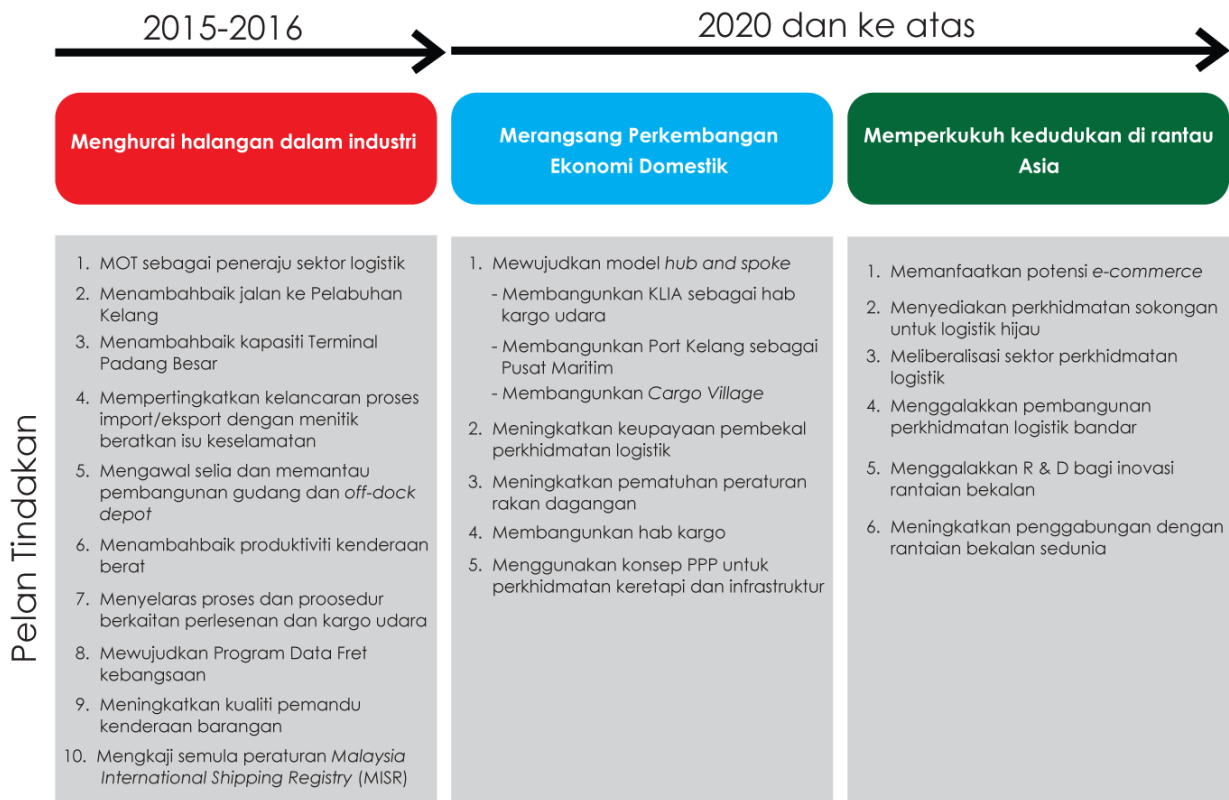 2015-2016
2020 dan ke atas
Menghurai halangan dalam industri
Merangsang Perkembangan
Ekonomi Domestik
Memperkukuh kedudukan di rantau
Asia
Pelan Tindakan
1. MOT sebagai peneraju sektor logistik
2. Menambahbaik jalan ke Pelabuhan
Kelang
3. Menambahbaik kapasiti Terminal
Padang Besar
4. Mempertingkatkan kelancaran proses
import/eksport dengan menitik
beratkan isu keselamatan
5. Mengawal selia dan memantau
pembangunan gudang dan off-dock
depot
6. Menambahbaik produktiviti kenderaan
berat
7. Menyelaras proses dan proosedur
berkaitan perlesenan dan kargo udara
8. Mewujudkan Program Data Fret
kebangsaan
9. Meningkatkan kualiti pemandu
kenderaan barangan
10. Mengkaji semula peraturan Malaysia
International Shipping Registry (MISR)
1. Mewujudkan model hub and spoke
- Membangunkan KLIA sebagai hab
kargo udara
- Membangunkan Port Kelang sebagai
Pusat Maritim
- Membangunkan Cargo Village
2. Meningkatkan keupayaan pembekal
perkhidmatan logistik
3. Meningkatkan pematuhan peraturan
rakan dagangan
4. Membangunkan hab kargo
5. Menggunakan konsep PPP untuk
perkhidmatan keretapi dan infrastruktur
1. Memanfaatkan potensi e-commerce
2. Menyediakan perkhidmatan sokongan
untuk logistik hijau
3. Meliberalisasi sektor perkhidmatan
logistik
4. Menggalakkan pembangunan
perkhidmatan logistik bandar
5. Menggalakkan R & D bagi inovasi
rantaian bekalan
6. Meningkatkan penggabungan dengan
rantaian bekalan sedunia